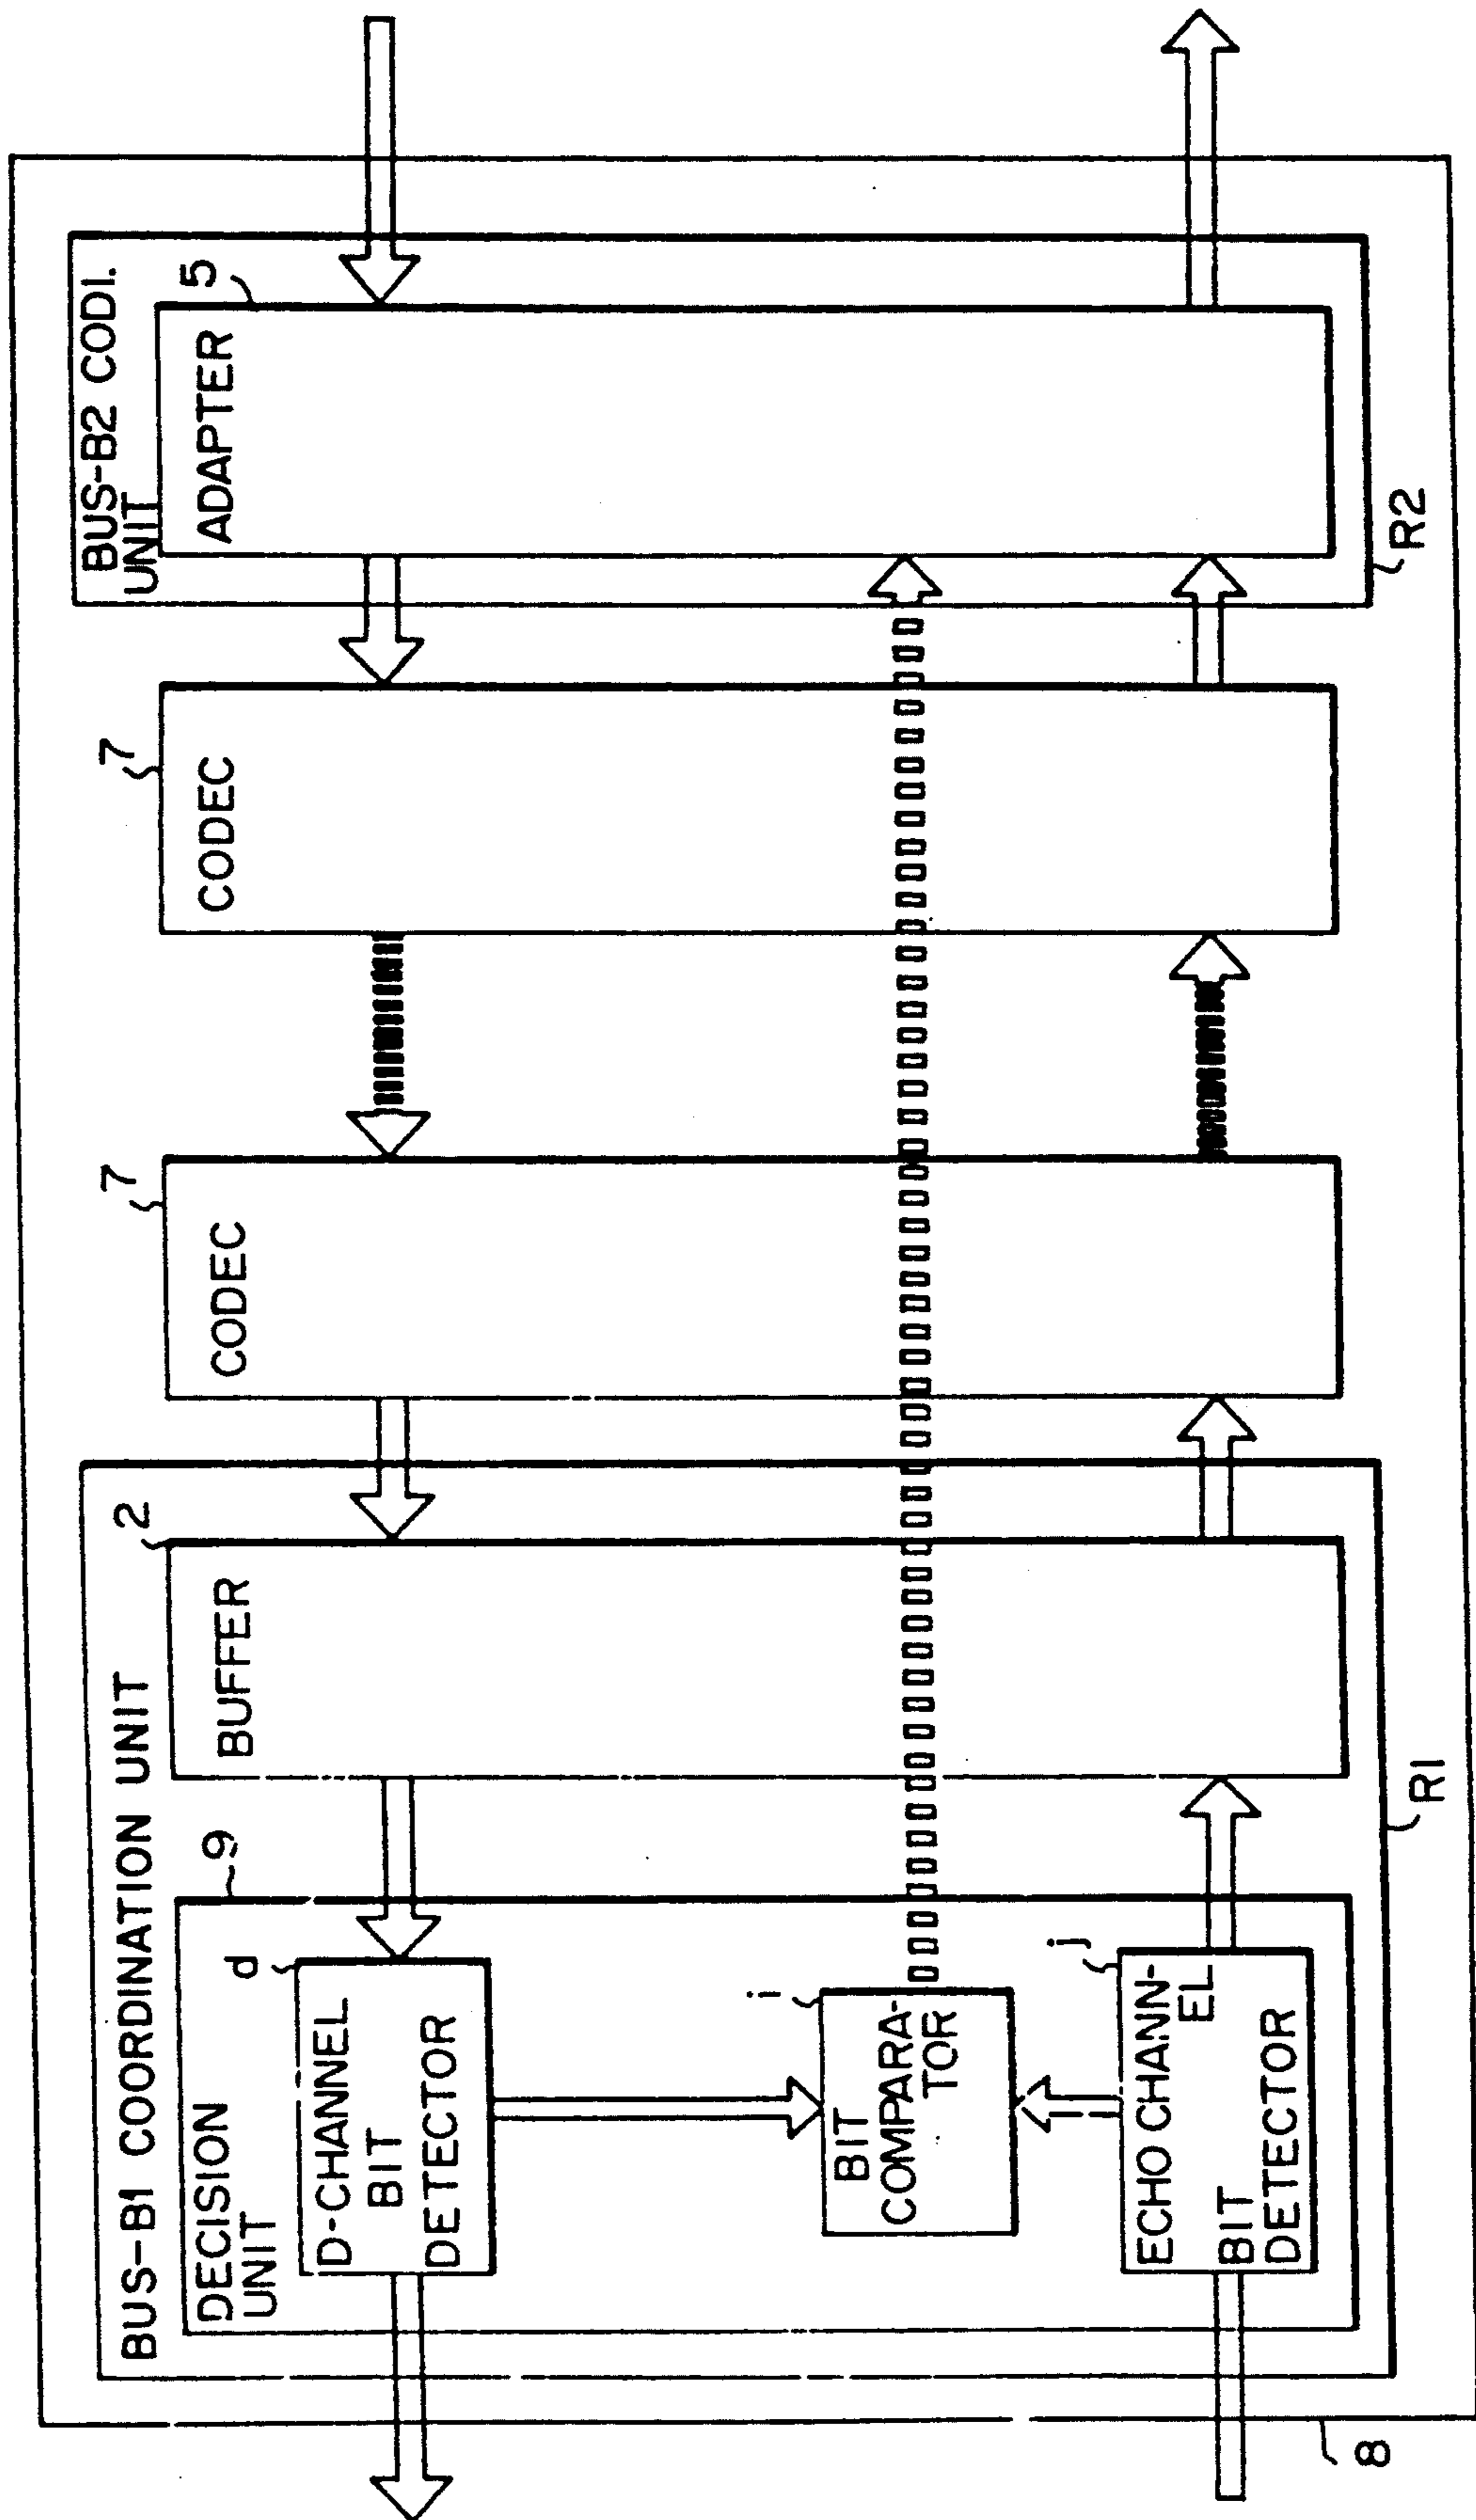 BUS-B1 COORDINATION UNIT
DECISION
UNIT
9
d
D-CHANNEL
BIT
DETECTOR
i
BIT
COMPARA-
TOR
j
ECHO CHANN-
EL
BIT
DETECTOR
2
BUFFER
R1
7
CODEC
7
CODEC
BUS-B2 CODI.
UNIT
5
ADAPTER
R2
8